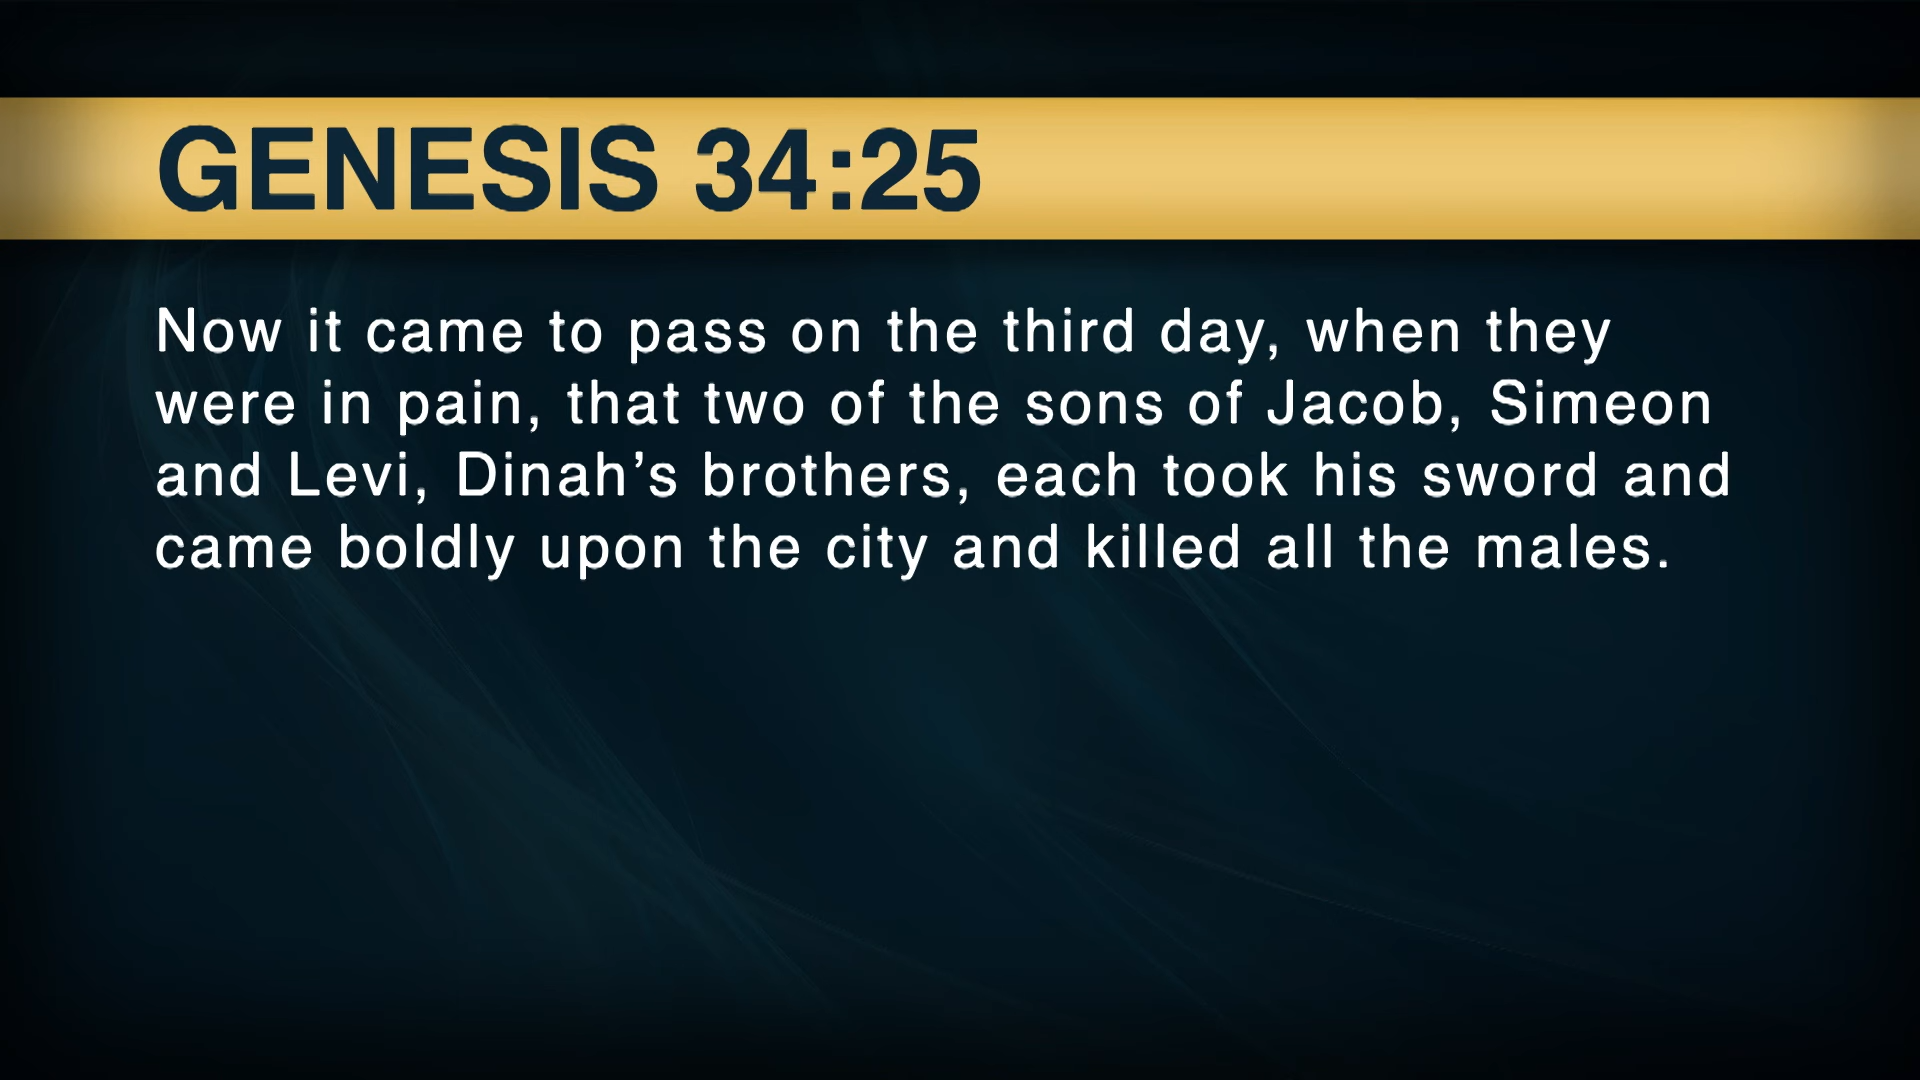 GENESIS 34:25
Now it came to pass on the third day, when they
were in pain, that two of the sons of Jacob, Simeon
and Levi, Dinah’s brothers, each took his sword and
came boldly upon the city and killed all the males.